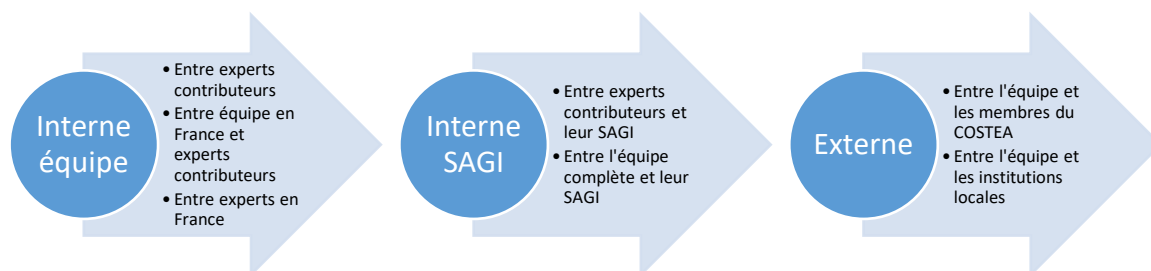 Interne
équipe
• Entre experts
contributeurs
• Entre équipe en
France et
experts
contributeurs
• Entre experts en
France
Interne
SAGI
• Entre experts
contributeurs et
leur SAGI
• Entre l'équipe
complète et leur
SAGI
Externe
• Entre l'équipe et
les membres du
COSTEA
• Entre l'équipe et
les institutions
locales